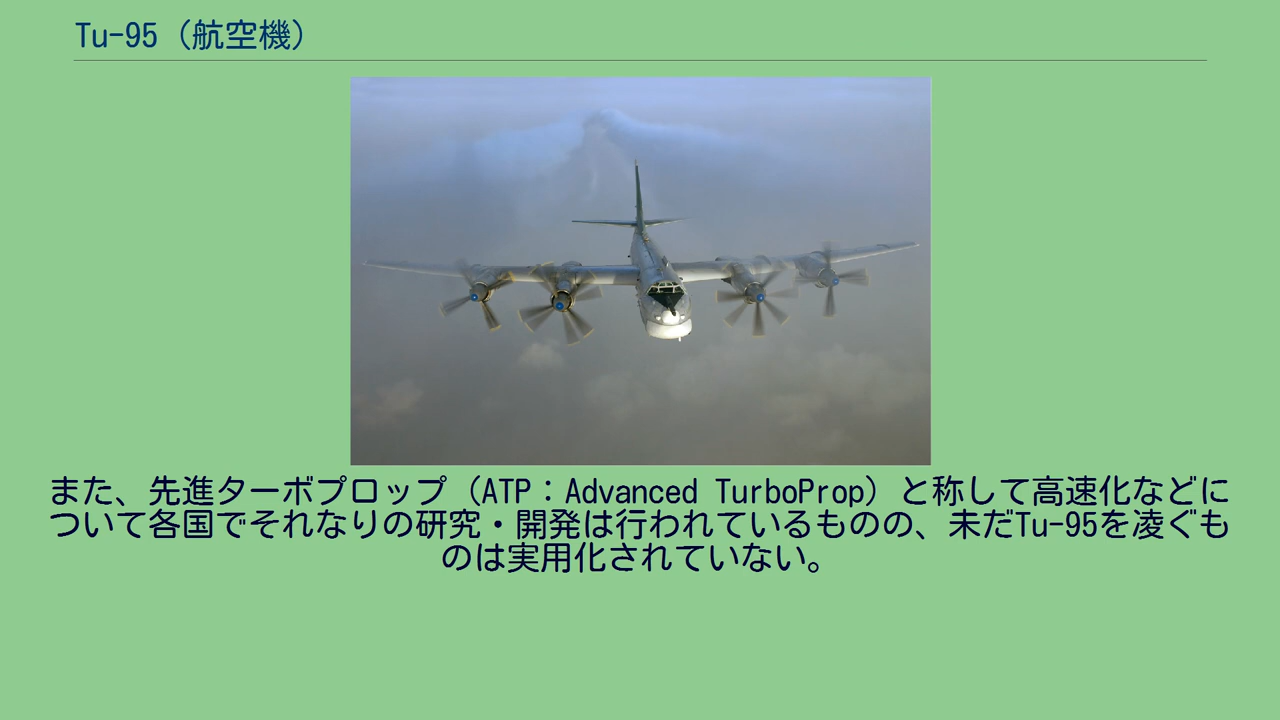 Tu-95（航空機）
また、先進ターボプロップ（ATP：Advanced TurboProp）と称して高速化などに
ついて各国でそれなりの研究・開発は行われているものの、未だTu-95を凌ぐも
のは実用化されていない。